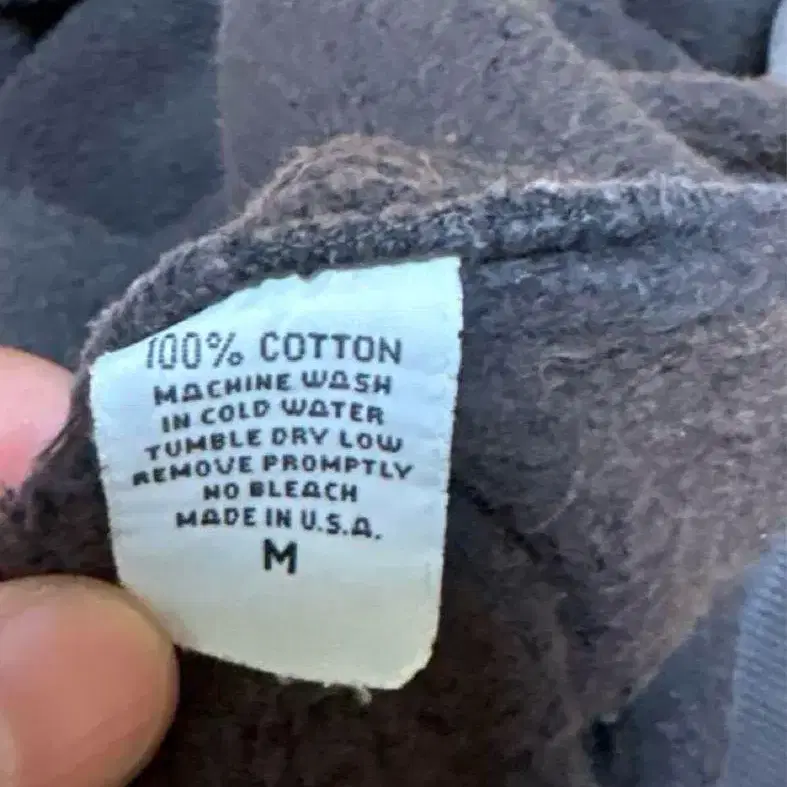 100% COTTON
MACHINE WASH
IN COLD WATER
TUMBLE DRY LOW
REMOVE PROMPTLY
NO BLEACH
MADE IN U.S.A.
M